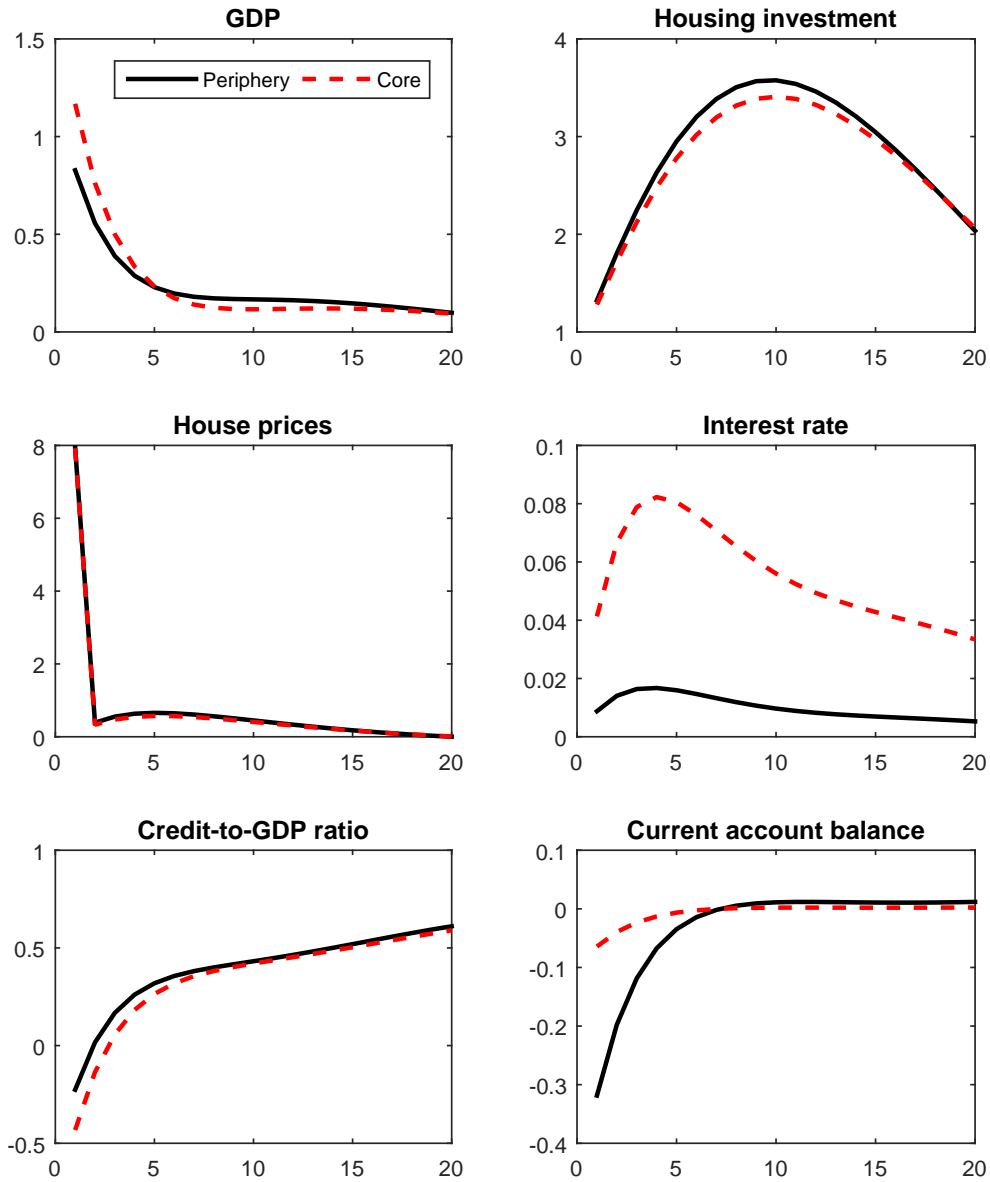 GDP
1.5
1
0.5
0
0 5 10 15 20
Periphery Core
Housing investment
4
3
2
1
0 5 10 15 20
House prices
8
6
4
2
0
0 5 10 15 20
Interest rate
0.1
0.08
0.06
0.04
0.02
0
0 5 10 15 20
Credit-to-GDP ratio
1
0.5
0
-0.5
0 5 10 15 20
Current account balance
0.1
0
-0.1
-0.2
-0.3
-0.4
0 5 10 15 20